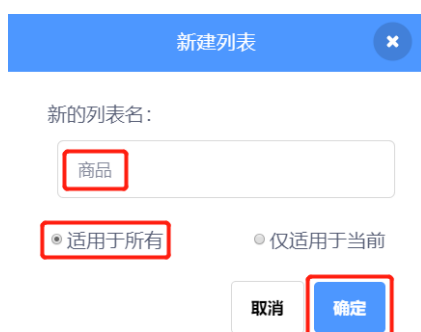 新建列表
新的列表名:
商品
适用于所有 仅适用于当前
取消 确定